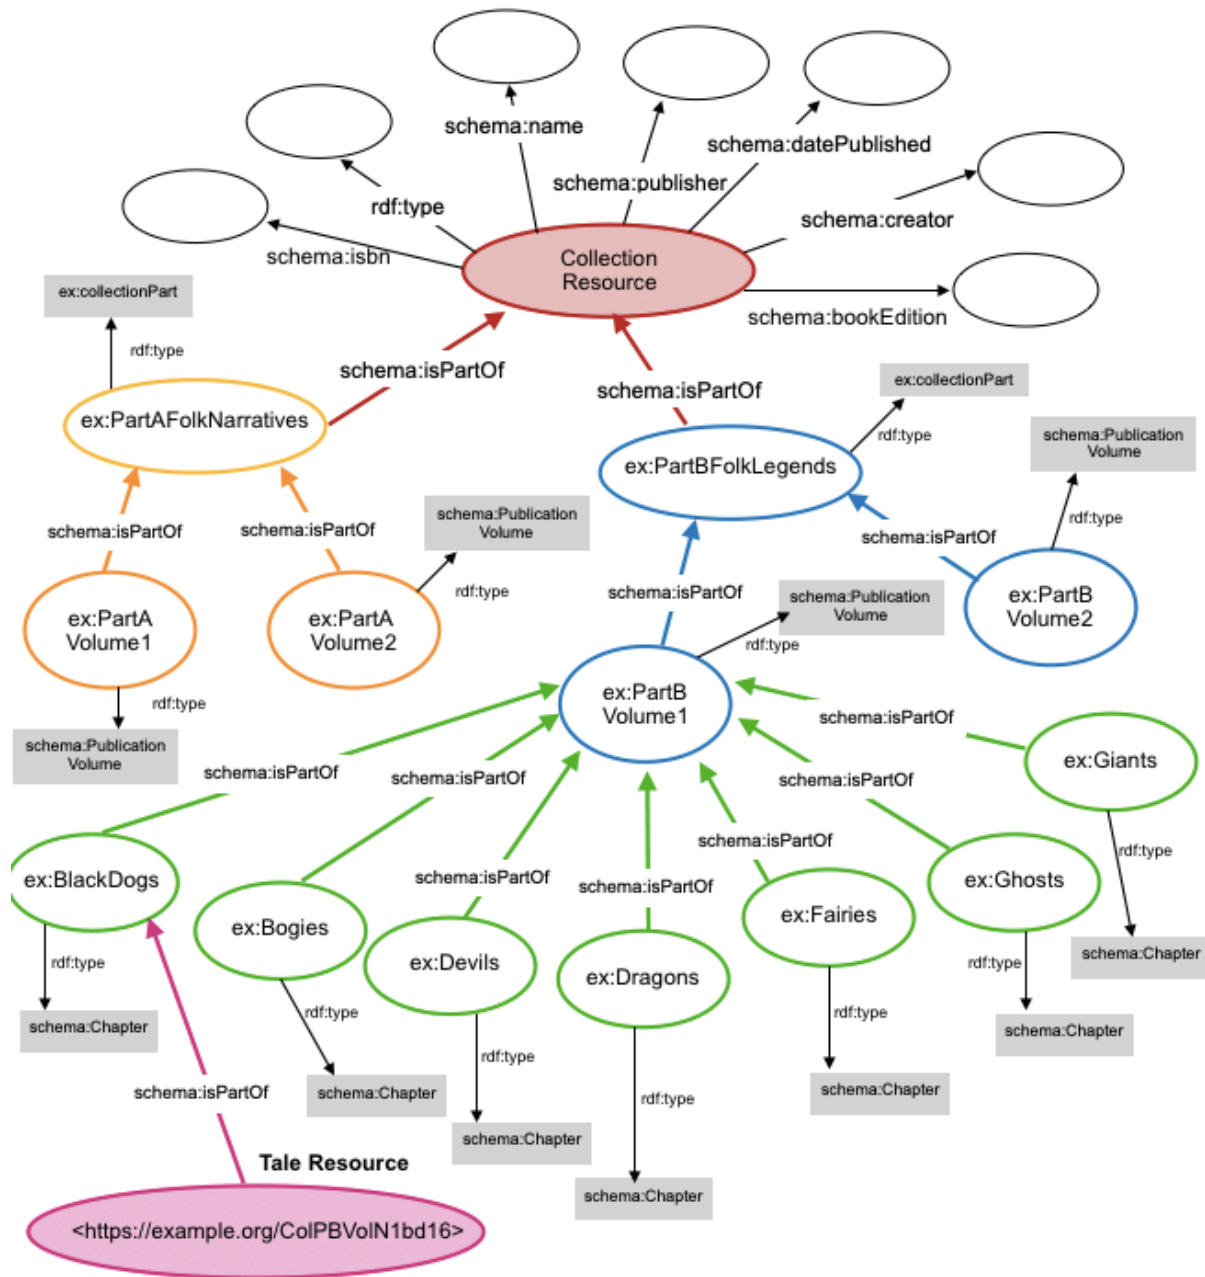 schema:name
schema:datePublished
schema:publisher
rdf:type
schema:creator
schema:isbn
Collection
Resource
ex:collectionPart
schema:bookEdition
rdf:type
schema:isPartOf
schema:isPartOf
ex:collectionPart
rdf:type
ex:PartAFolkNarratives
ex:PartBFolkLegends
schema:Publication
Volume
schema:isPartOf
schema:isPartOf
schema:Publication
Volume
rdf:type
schema:isPartOf
rdf:type
schema:isPartOf
schema:Publication
Volume
rdf:type
ex:PartA
Volume1
ex:PartA
Volume2
ex:PartB
Volume2
rdf:type
schema:Publication
Volume
ex:PartB
Volume1
schema:isPartOf
schema:isPartOf
schema:isPartOf
schema:isPartOf
ex:Giants
schema:isPartOf
rdf:type
ex:BlackDogs
schema:isPartOf
schema:isPartOf
ex:Ghosts
ex:Bogies
ex:Fairies
ex:Devils
ex:Dragons
schema:Chapter
rdf:type
rdf:type
rdf:type
rdf:type
schema:Chapter
schema:Chapter
rdf:type
rdf:type
schema:isPartOf
schema:Chapter
schema:Chapter
rdf:type
schema:Chapter
Tale Resource
schema:Chapter
<https://example.org/ColPBVolN1bd16>